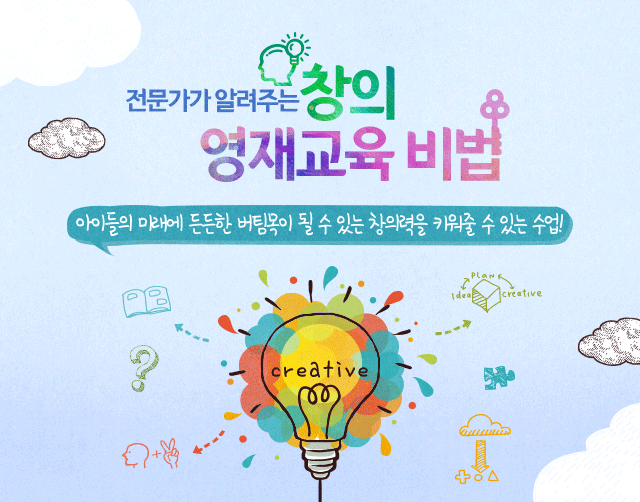 전문가가 알려주는 창의
영재교육 비법
아이들의 미래에 든든한 버팀목이 될 수 있는 창의력을 키워줄 수 있는 수업!
PLAN
Idea
creative
creative